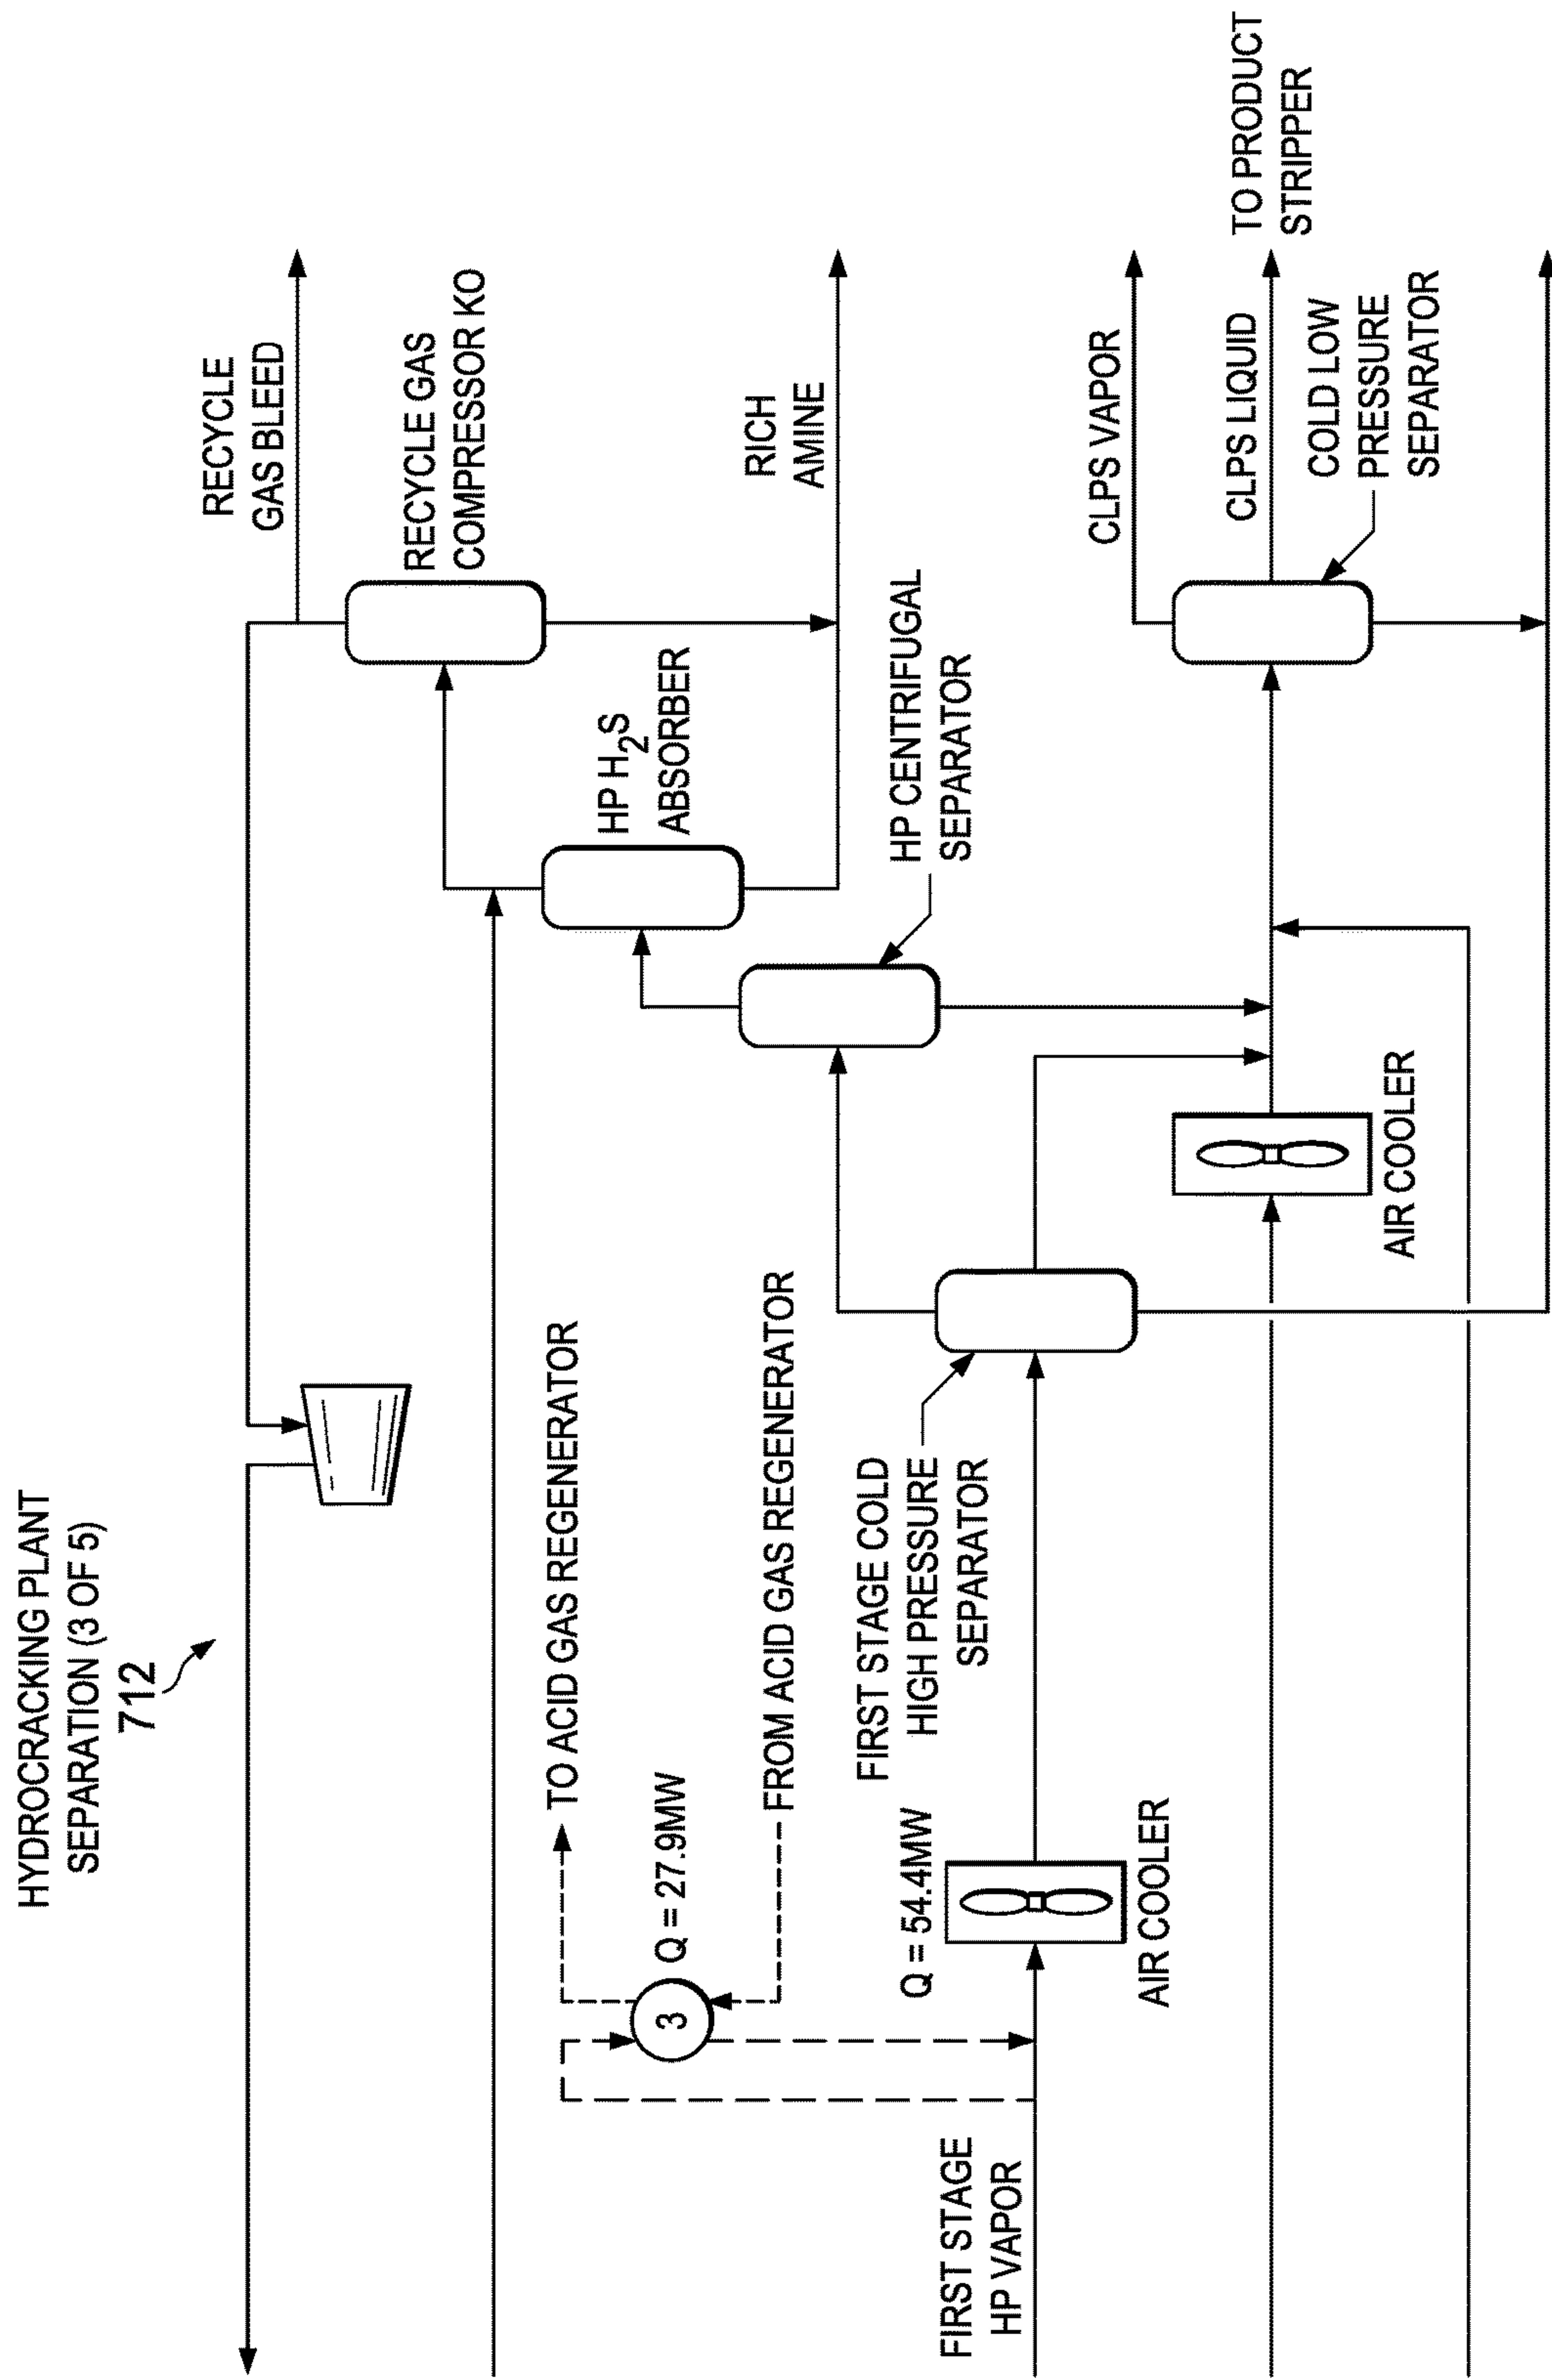 HYDROCRACKING PLANT
SEPARATION (3 OF 5)
712
RECYCLE
GAS BLEED
RECYCLE GAS
COMPRESSOR KO
HP H2S
ABSORBER
RICH
AMINE
HP CENTRIFUGAL
SEPARATOR
TO ACID GAS REGENERATOR
3
Q = 27.9MW
FROM ACID GAS REGENERATOR
FIRST STAGE COLD
HIGH PRESSURE
SEPARATOR
Q = 54.4MW
AIR COOLER
FIRST STAGE
HP VAPOR
CLPS VAPOR
CLPS LIQUID
TO PRODUCT
STRIPPER
COLD LOW
PRESSURE
SEPARATOR
AIR COOLER